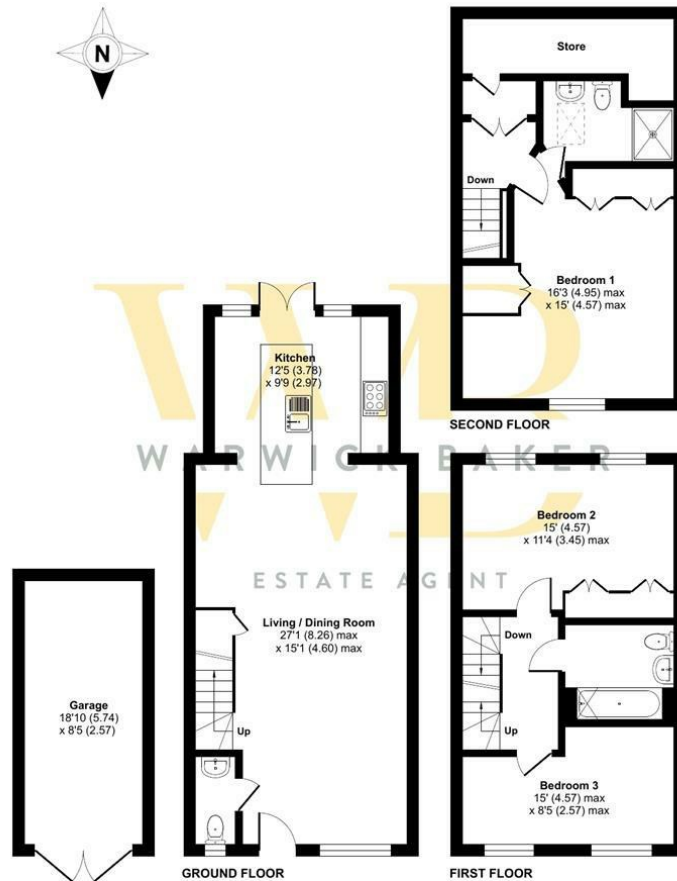 N
Store
Down
Bedroom 1
16'3 (4.95) max
x 15' (4.57) max
SECOND FLOOR
Kitchen
12'5 (3.78)
x 9'9 (2.97)
WB
WARWICK BAKER
ESTATE AGENT
Bedroom 2
15' (4.57)
x 11'4 (3.45) max
Down
Up
Living / Dining Room
27'1 (8.26) max
x 15'1 (4.60) max
Up
Garage
18'10 (5.74)
x 8'5 (2.57)
Bedroom 3
15' (4.57) max
x 8'5 (2.57) max
GROUND FLOOR
FIRST FLOOR